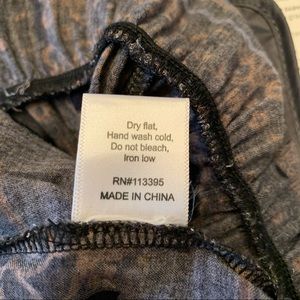 Dry flat,
Hand wash cold,
Do not bleach,
Iron low
RN#113395
MADE IN CHINA